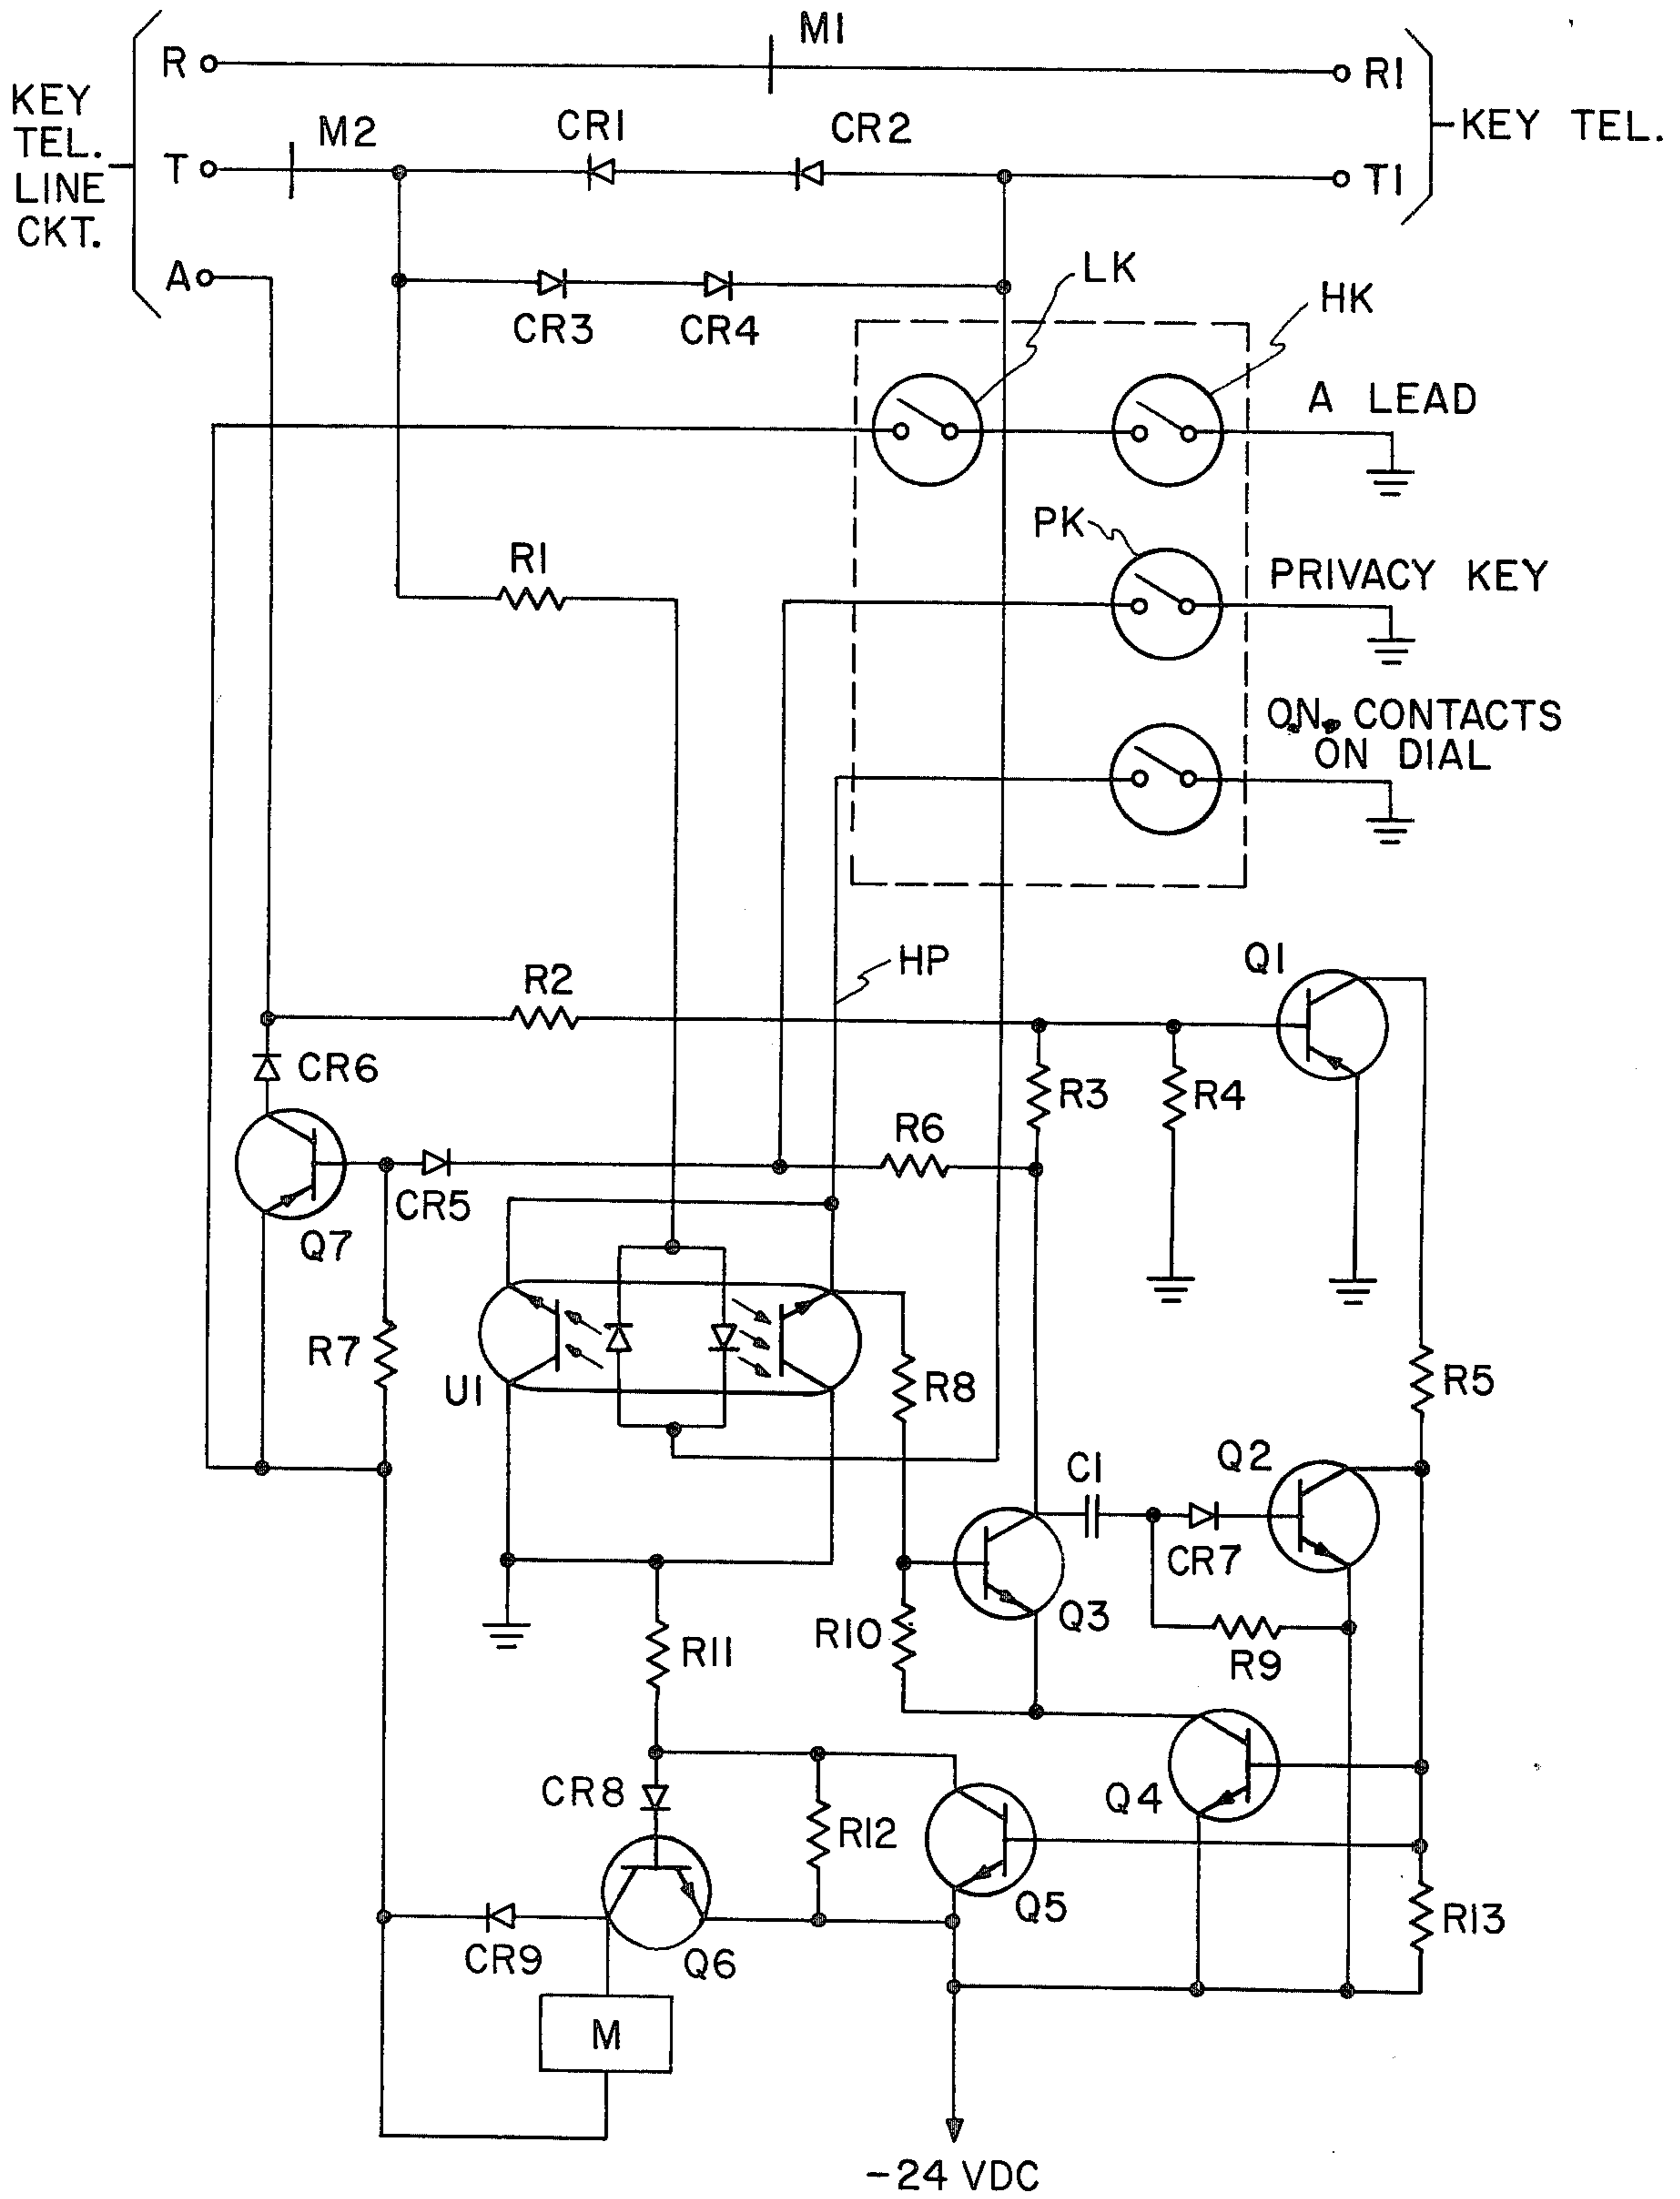 M1
R
R1
KEY
TEL.
LINE
CKT.
M2
CR1
CR2
KEY TEL.
T
T1
A
LK
HK
CR3
CR4
A LEAD
PK
R1
PRIVACY KEY
O.N. CONTACTS
ON DIAL
HP
Q1
R2
CR6
R3
R4
R6
CR5
Q7
R7
U1
R8
R5
C1
Q2
CR7
Q3
R10
R9
R11
CR8
R12
Q4
Q5
R13
CR9
Q6
M
-24 VDC